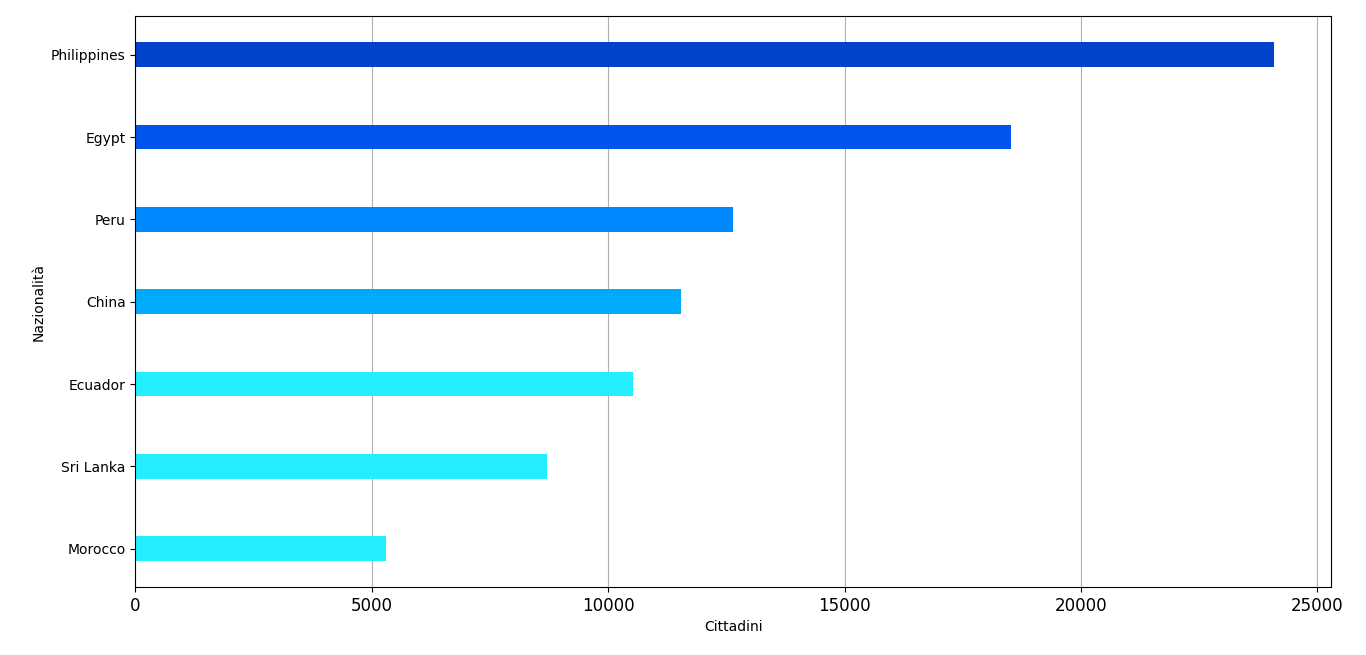 Philippines
Egypt
Peru
China
Ecuador
Sri Lanka
Morocco
Nazionalità
0 5000 10000 15000 20000 25000
Cittadini